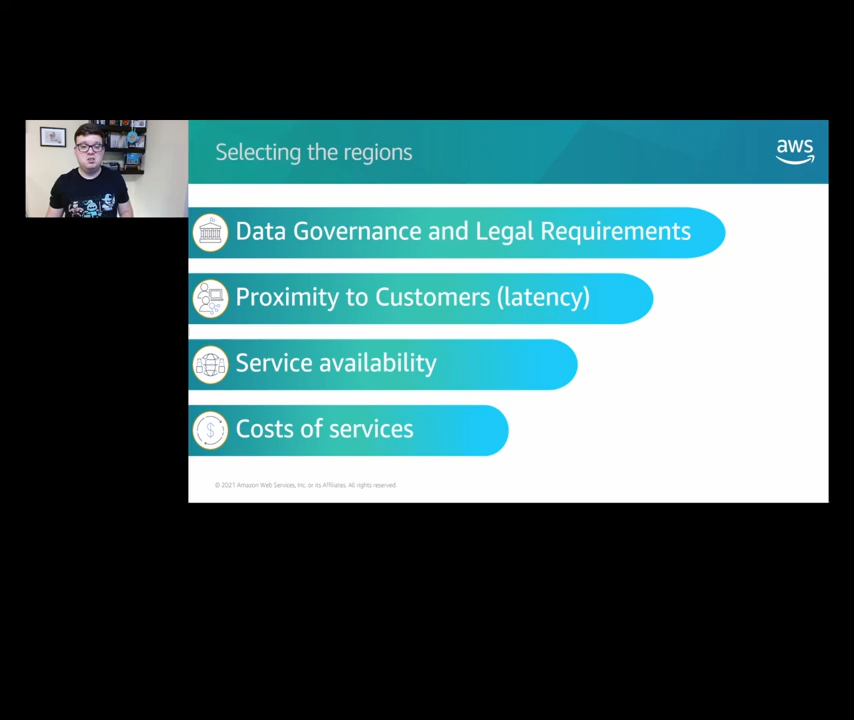 Selecting the regions
aws
Data Governance and Legal Requirements
Proximity to Customers (latency)
Service availability
Costs of services
© 2021 Amazon Web Services, Inc. or its Affiliates. All rights reserved.